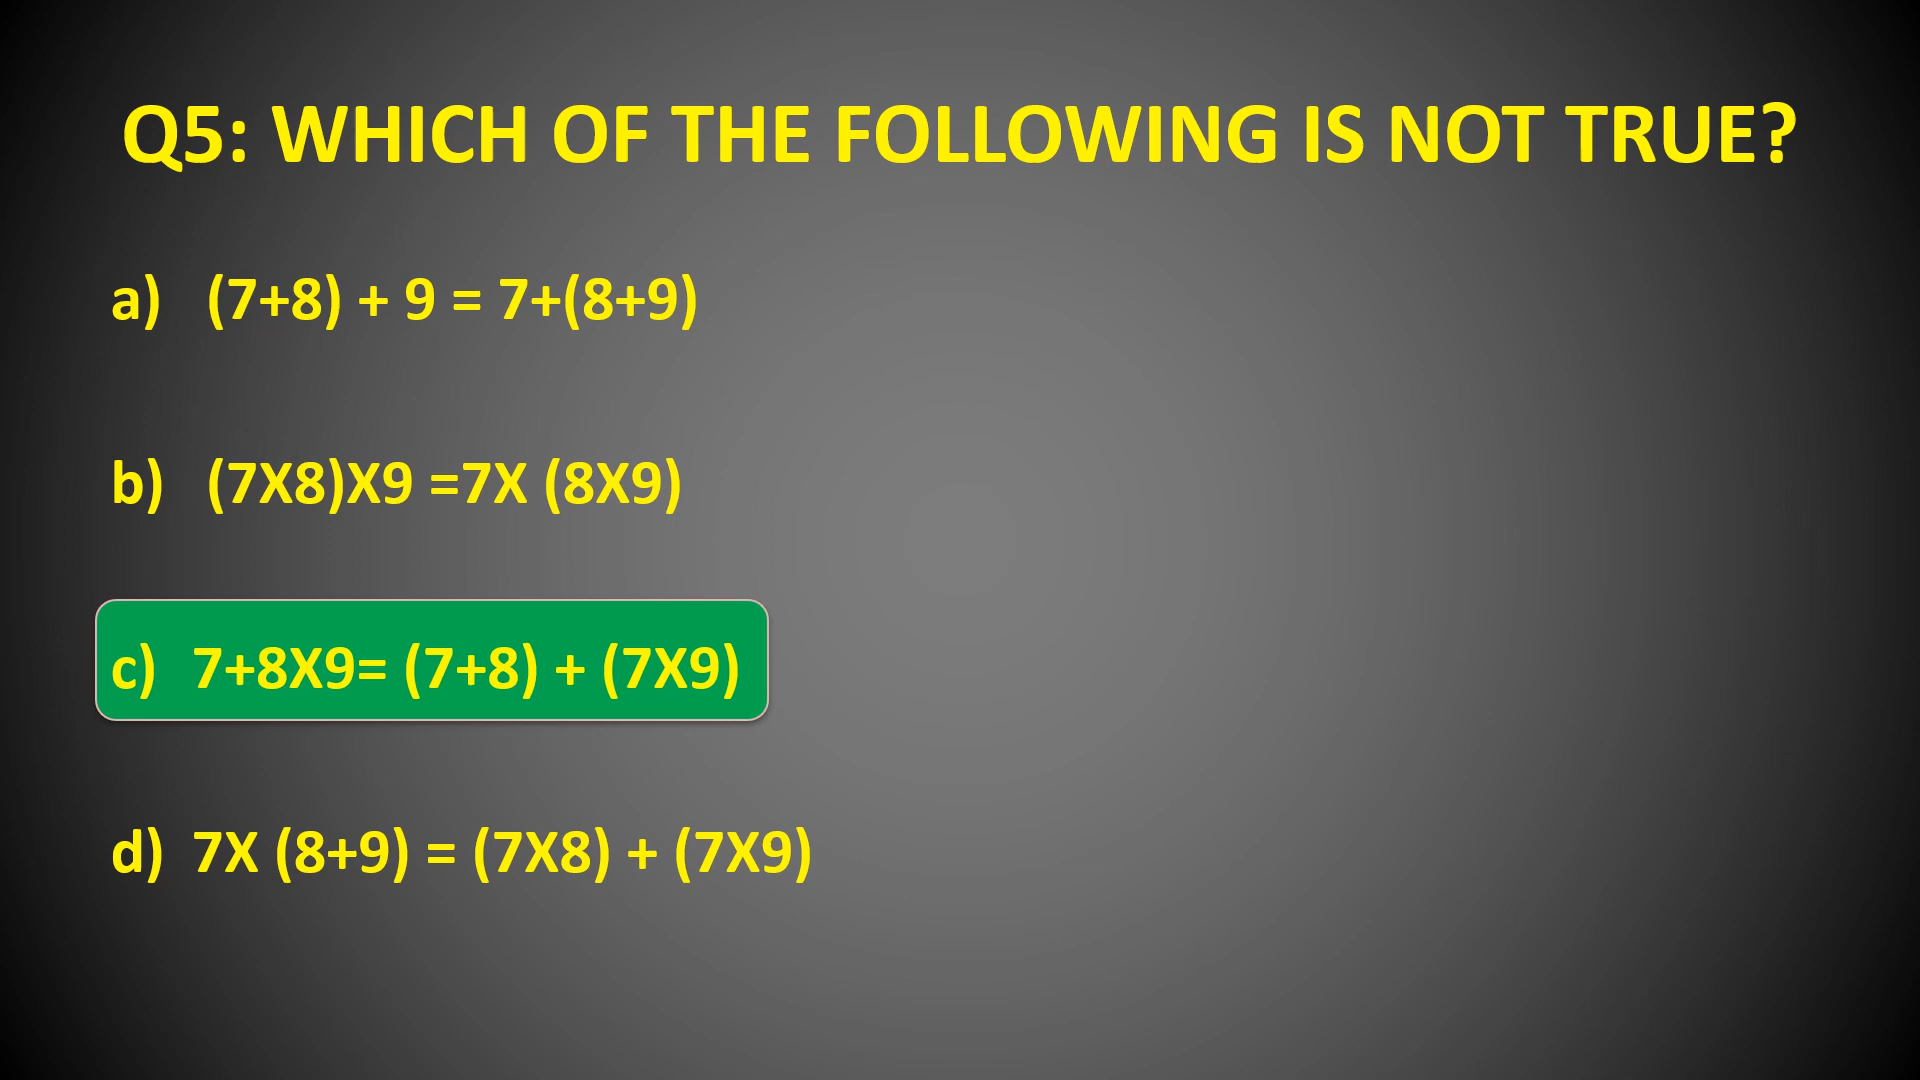 Q5: WHICH OF THE FOLLOWING IS NOT TRUE?
a) (7+8) + 9 = 7+(8+9)
b) (7X8)X9 =7X (8X9)
c) 7+8X9= (7+8) + (7X9)
d) 7X (8+9) = (7X8) + (7X9)